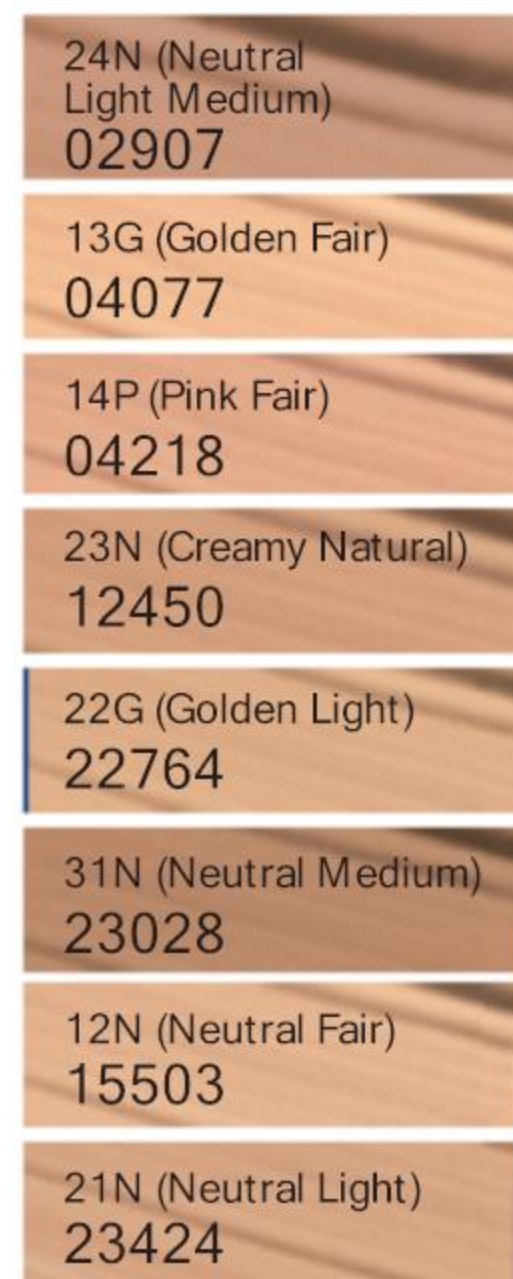 24N (Neutral
Light Medium)
02907
13G (Golden Fair)
04077
14P (Pink Fair)
04218
23N (Creamy Natural)
12450
22G (Golden Light)
22764
31N (Neutral Medium)
23028
12N (Neutral Fair)
15503
21N (Neutral Light)
23424